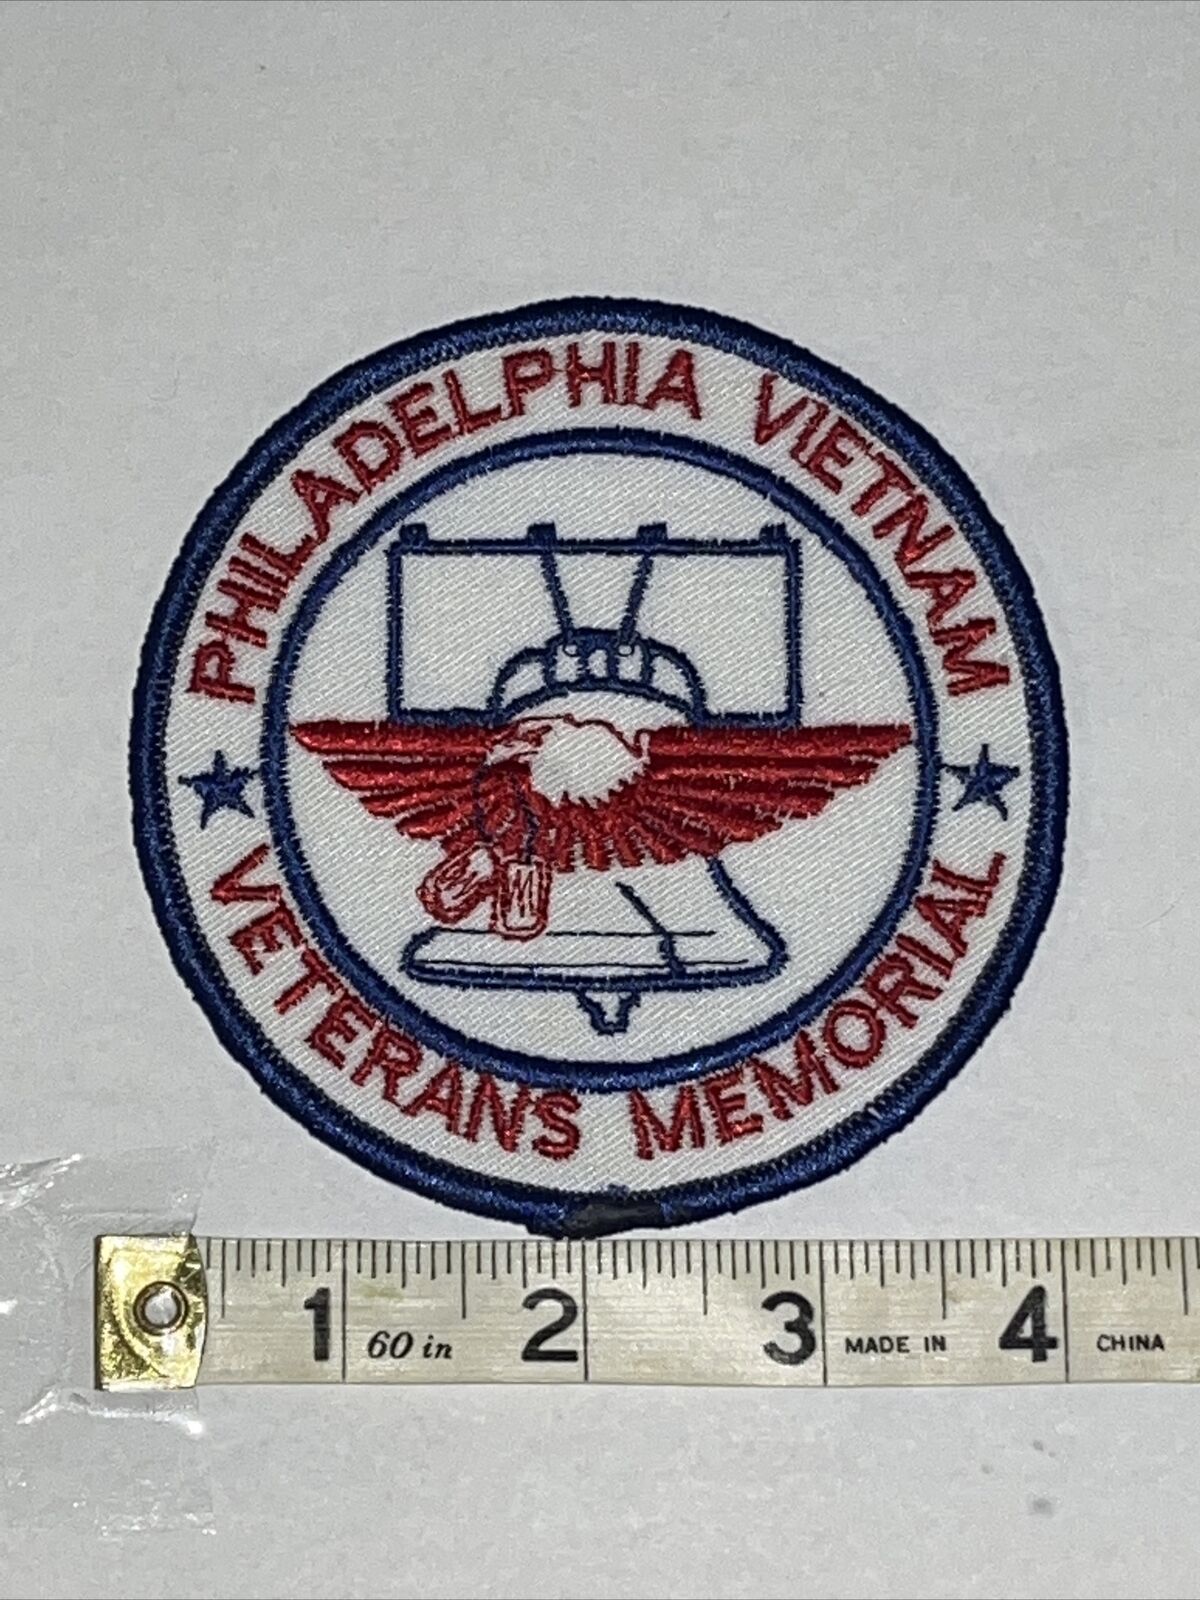 PHILADELPHIA VIETNAM
VETERANS MEMORIAL
1 60 in 2 3 MADE IN 4 CHINA